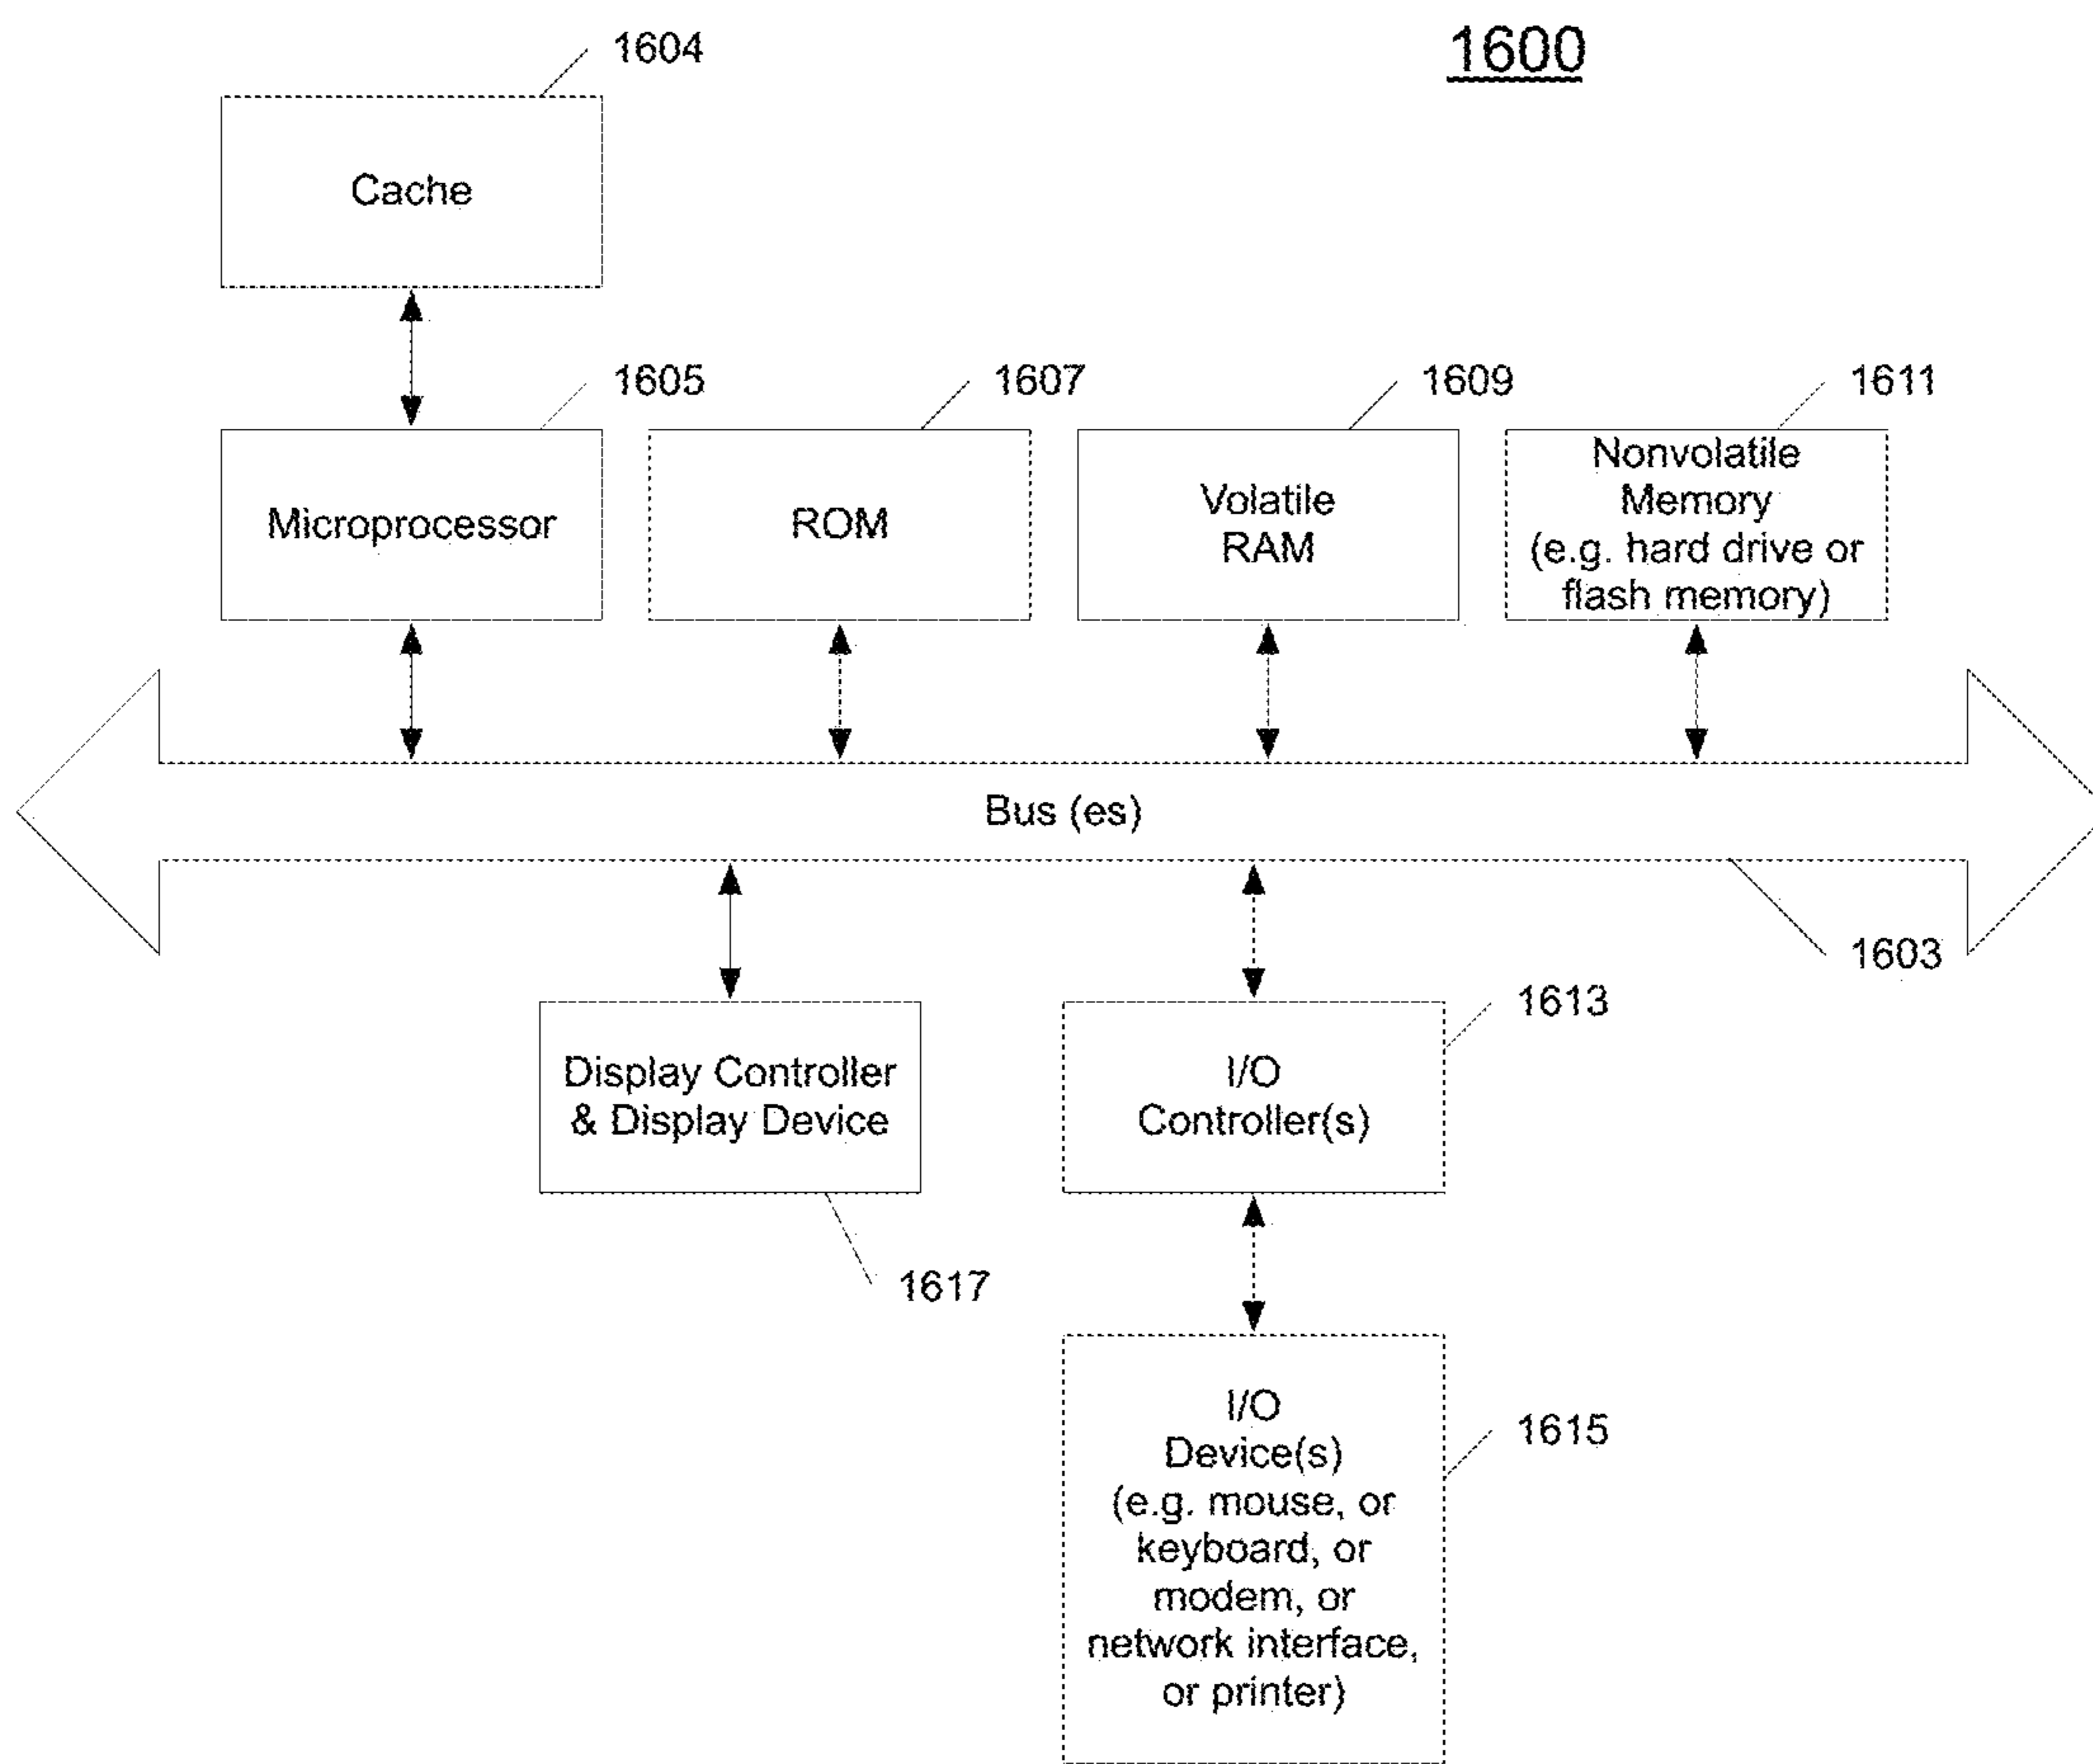 1600
1604
Cache
1605
1607
1609
1611
Microprocessor
ROM
Volatile
RAM
Nonvolatile
Memory
(e.g. hard drive or
flash memory)
Bus (es)
1603
Display Controller
& Display Device
1617
I/O
Controller(s)
1613
I/O
Device(s)
(e.g. mouse, or
keyboard, or
modem, or
network interface,
or printer)
1615